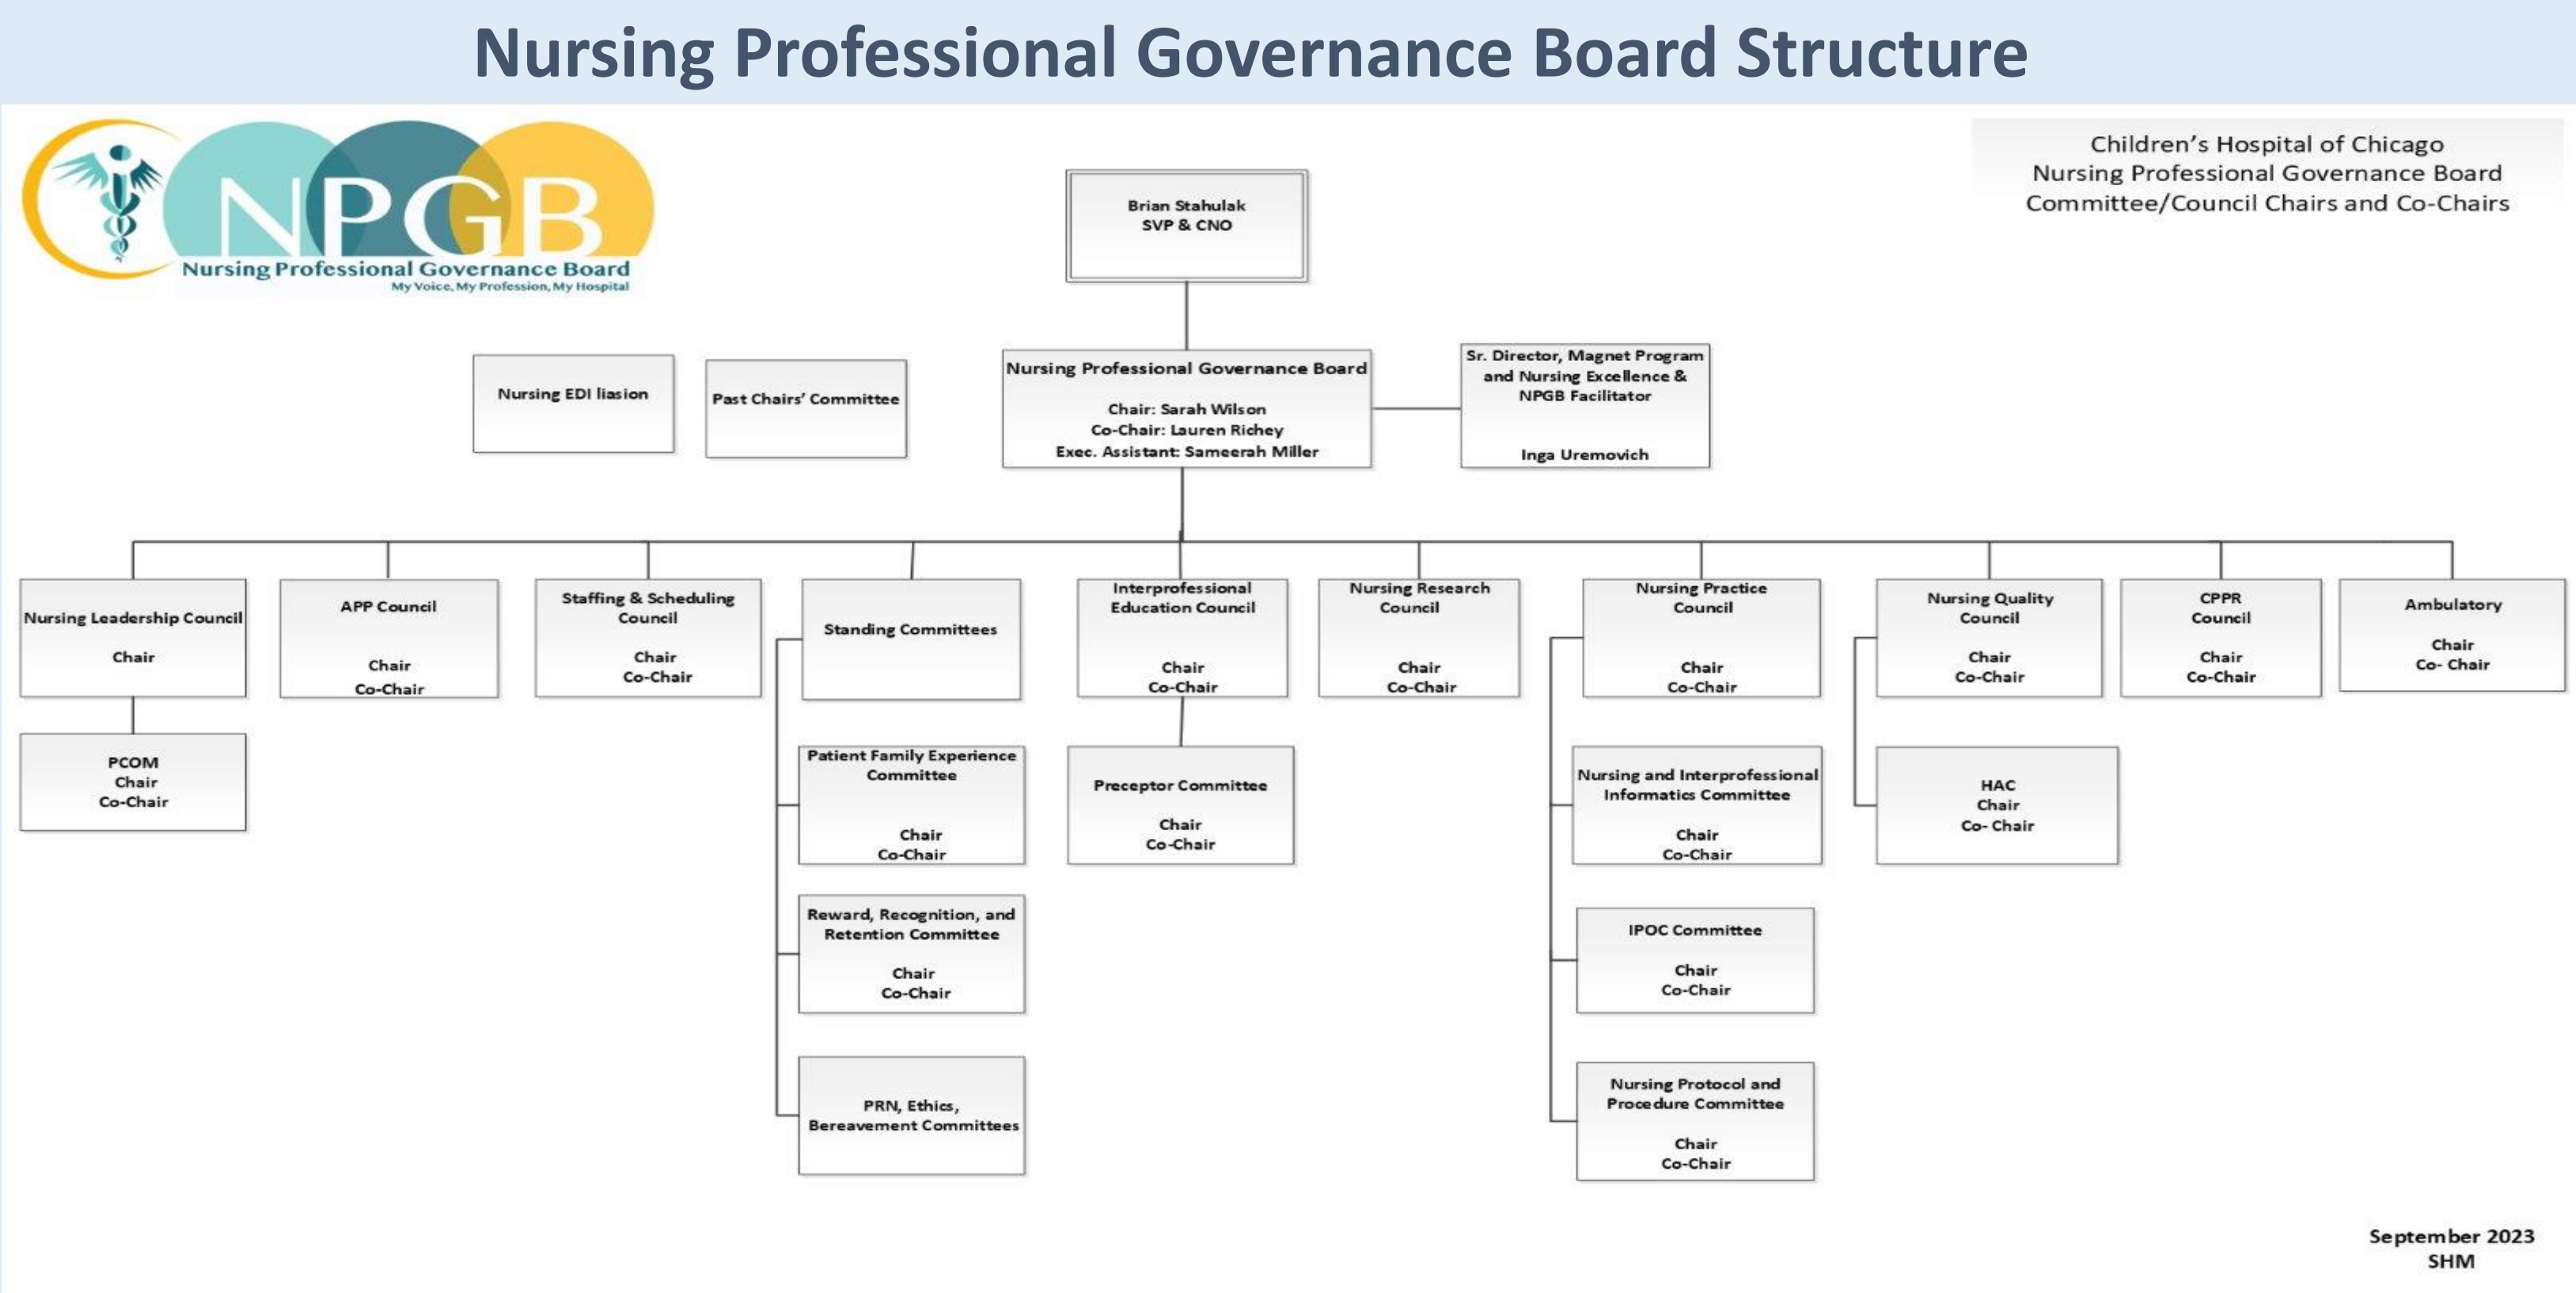 Nursing Professional Governance Board Structure
NPGB
Nursing Professional Governance Board
My Voice, My Profession, My Hospital
Children's Hospital of Chicago
Nursing Professional Governance Board
Committee/Council Chairs and Co-Chairs
Brian Stahulak
SVP & CNO
Nursing EDI liasion
Past Chairs' Committee
Nursing Professional Governance Board
Chair: Sarah Wilson
Co-Chair: Lauren Richey
Exec. Assistant: Sameerah Miller
Sr. Director, Magnet Program
and Nursing Excellence &
NPGB Facilitator
Inga Uremovich
Nursing Leadership Council
Chair
APP Council
Chair
Co-Chair
Staffing & Scheduling
Council
Chair
Co-Chair
Standing Committees
Interprofessional
Education Council
Chair
Co-Chair
Nursing Research
Council
Chair
Co-Chair
Nursing Practice
Council
Chair
Co-Chair
Nursing Quality
Council
Chair
Co-Chair
CPPR
Council
Chair
Co-Chair
Ambulatory
Chair
Co- Chair
PCOM
Chair
Co-Chair
Patient Family Experience
Committee
Chair
Co-Chair
Preceptor Committee
Chair
Co-Chair
Nursing and Interprofessional
Informatics Committee
Chair
Co-Chair
HAC
Chair
Co- Chair
Reward, Recognition, and
Retention Committee
Chair
Co-Chair
IPOC Committee
Chair
Co-Chair
PRN, Ethics,
Bereavement Committees
Nursing Protocol and
Procedure Committee
Chair
Co-Chair
September 2023
SHM